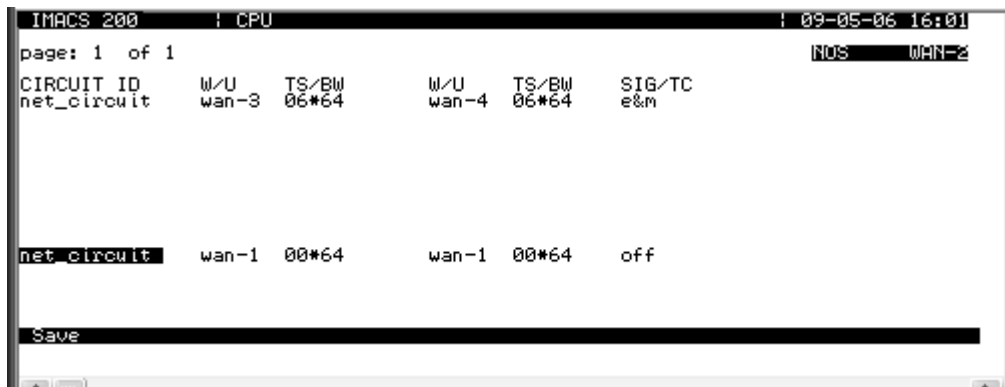 IMACS 200 | CPU | 09-05-06 16:01
page: 1 of 1 NOS WAN-2
CIRCUIT ID W/U TS/BW W/U TS/BW SIG/TC
net_circuit wan-3 06*64 wan-4 06*64 e&m
net_circuit wan-1 00*64 wan-1 00*64 off
Save